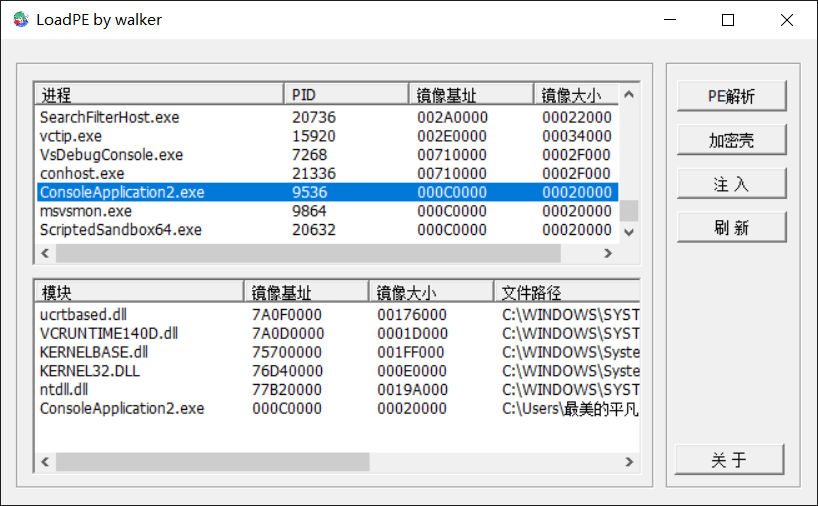 LoadPE by walker
进程 PID 镜像基址 镜像大小
SearchFilterHost.exe 20736 002A0000 00022000
vctip.exe 15920 002E0000 00034000
VsDebugConsole.exe 7268 00710000 0002F000
conhost.exe 21336 00710000 0002F000
ConsoleApplication2.exe 9536 000C0000 00020000
msvsmon.exe 9864 000C0000 00020000
ScriptedSandbox64.exe 20632 000C0000 00020000
模块 镜像基址 镜像大小 文件路径
ucrtbased.dll 7A0F0000 00176000 C:\WINDOWS\SYST
VCRUNTIME140D.dll 7A0D0000 0001D000 C:\WINDOWS\SYST
KERNELBASE.dll 75700000 001FF000 C:\WINDOWS\Syste
KERNEL32.DLL 76D40000 000E0000 C:\WINDOWS\Syste
ntdll.dll 77B20000 0019A000 C:\WINDOWS\SYST
ConsoleApplication2.exe 000C0000 00020000 C:\Users\最美的平凡
PE解析
加密壳
注 入
刷 新
关 于